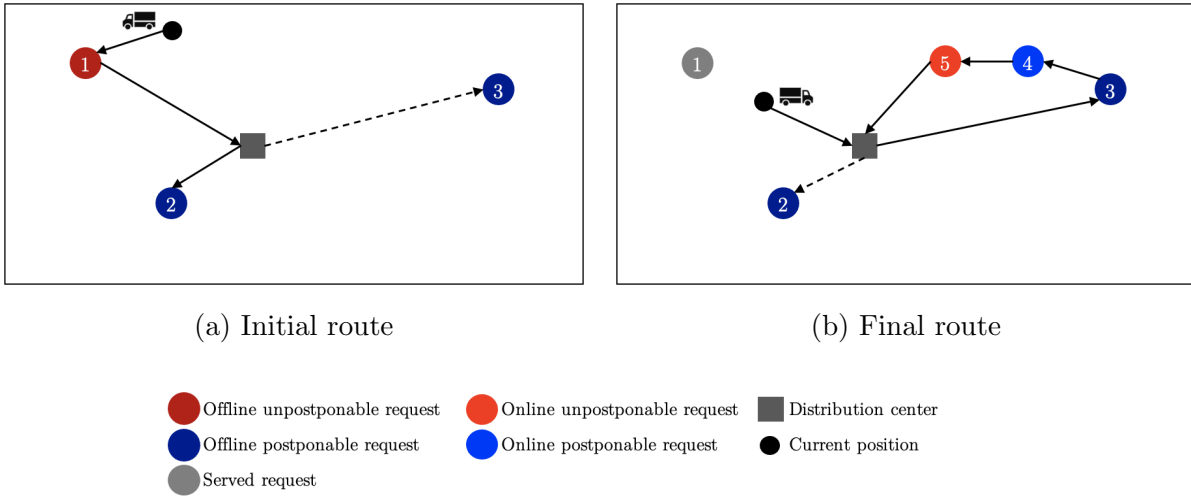 1
3
2
1
5
4
3
2
(a) Initial route
(b) Final route
Offline unpostponable request
Online unpostponable request
Distribution center
Offline postponable request
Online postponable request
Current position
Served request